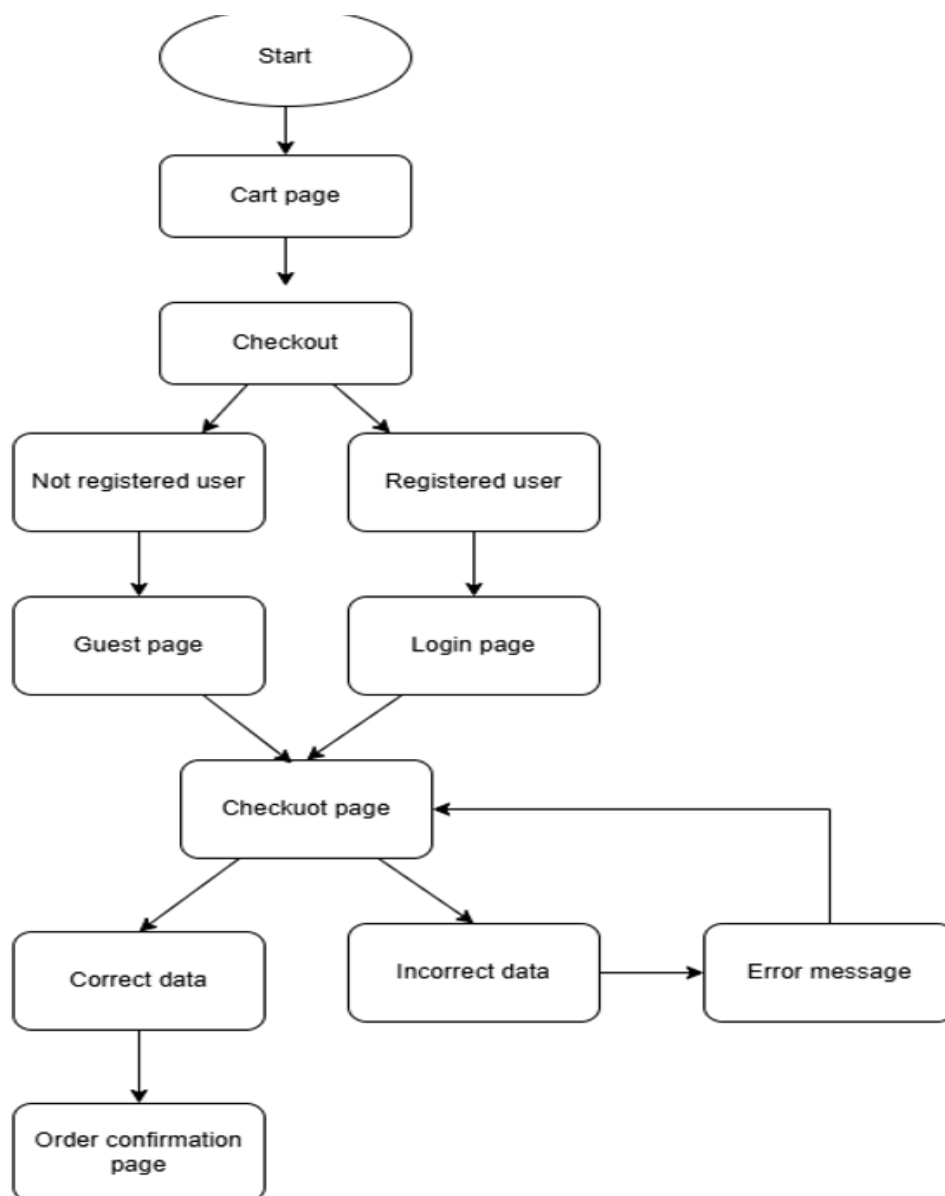 Start
Cart page
Checkout
Not registered user
Registered user
Guest page
Login page
Checkuot page
Correct data
Incorrect data
Error message
Order confirmation
page